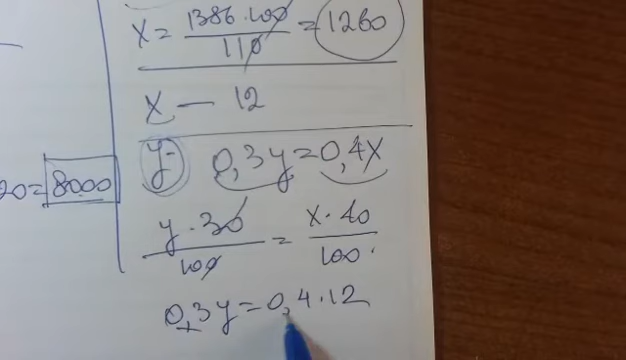 x = 1386·100 / 110 = 1260
x — 12
20 = 8000
y- 0,3y = 0,4x
y·30 / 100 = x·40 / 100
0,3y = 0,4·12